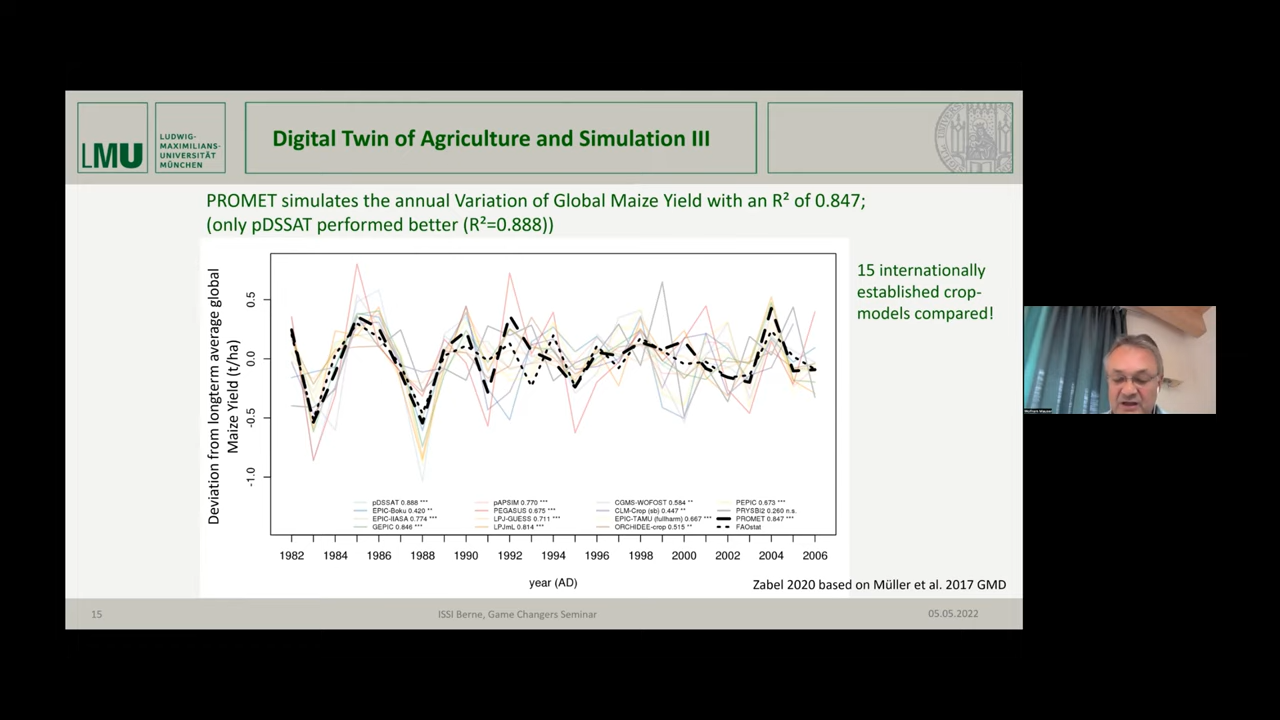 LMU
LUDWIG-
MAXIMILIANS-
UNIVERSITÄT
MÜNCHEN
Digital Twin of Agriculture and Simulation III
PROMET simulates the annual Variation of Global Maize Yield with an R² of 0.847;
(only pDSSAT performed better (R²=0.888))
15 internationally
established crop-
models compared!
Deviation from longterm average global
Maize Yield (t/ha)
0.5
0.0
-0.5
-1.0
pDSSAT 0.888 ***
EPIC-Boku 0.420 **
EPIC-IIASA 0.774 ***
GEPIC 0.846 ***
pAPSIM 0.770 ***
PEGASUS 0.675 ***
LPJ-GUESS 0.711 ***
LPJmL 0.814 ***
CGMS-WOFOST 0.584 **
CLM-Crop (sb) 0.447 **
EPIC-TAMU (fullharm) 0.667 ***
ORCHIDEE-crop 0.515 **
PEPIC 0.673 ***
PRYSBI2 0.260 n.s.
PROMET 0.847 ***
FAOstat
1982 1984 1986 1988 1990 1992 1994 1996 1998 2000 2002 2004 2006
year (AD)
Zabel 2020 based on Müller et al. 2017 GMD
15
ISSI Berne, Game Changers Seminar
05.05.2022